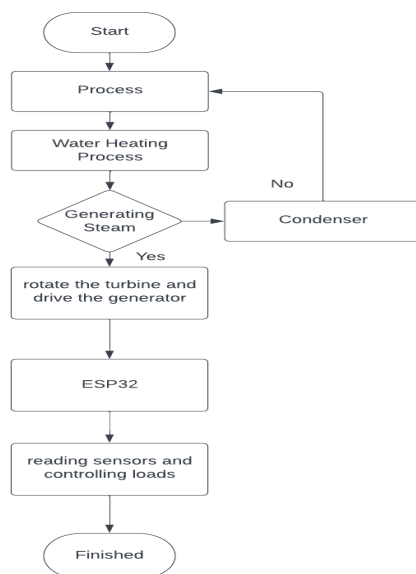 Start
Process
Water Heating
Process
No
Generating
Steam
Condenser
Yes
rotate the turbine and
drive the generator
ESP32
reading sensors and
controlling loads
Finished